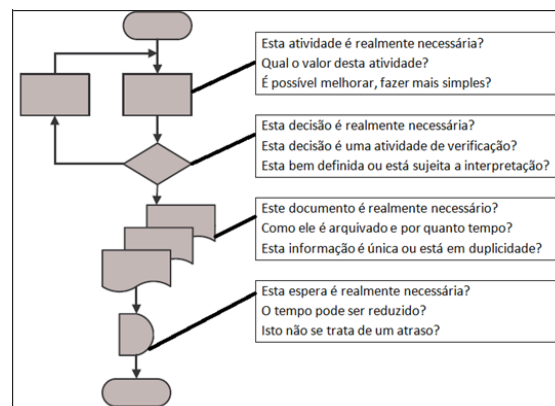 Esta atividade é realmente necessária?
Qual o valor desta atividade?
É possível melhorar, fazer mais simples?
Esta decisão é realmente necessária?
Esta decisão é uma atividade de verificação?
Esta bem definida ou está sujeita a interpretação?
Este documento é realmente necessário?
Como ele é arquivado e por quanto tempo?
Esta informação é única ou está em duplicidade?
Esta espera é realmente necessária?
O tempo pode ser reduzido?
Isto não se trata de um atraso?